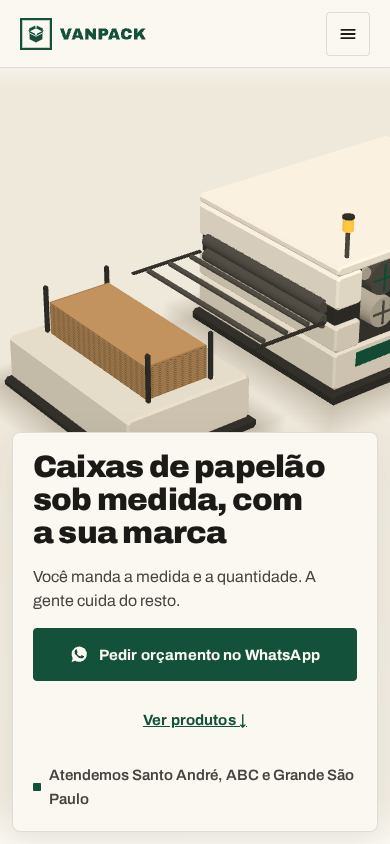 VANPACK
Caixas de papelão
sob medida, com
a sua marca
Você manda a medida e a quantidade. A
gente cuida do resto.
Pedir orçamento no WhatsApp
Ver produtos ↓
Atendemos Santo André, ABC e Grande São
Paulo